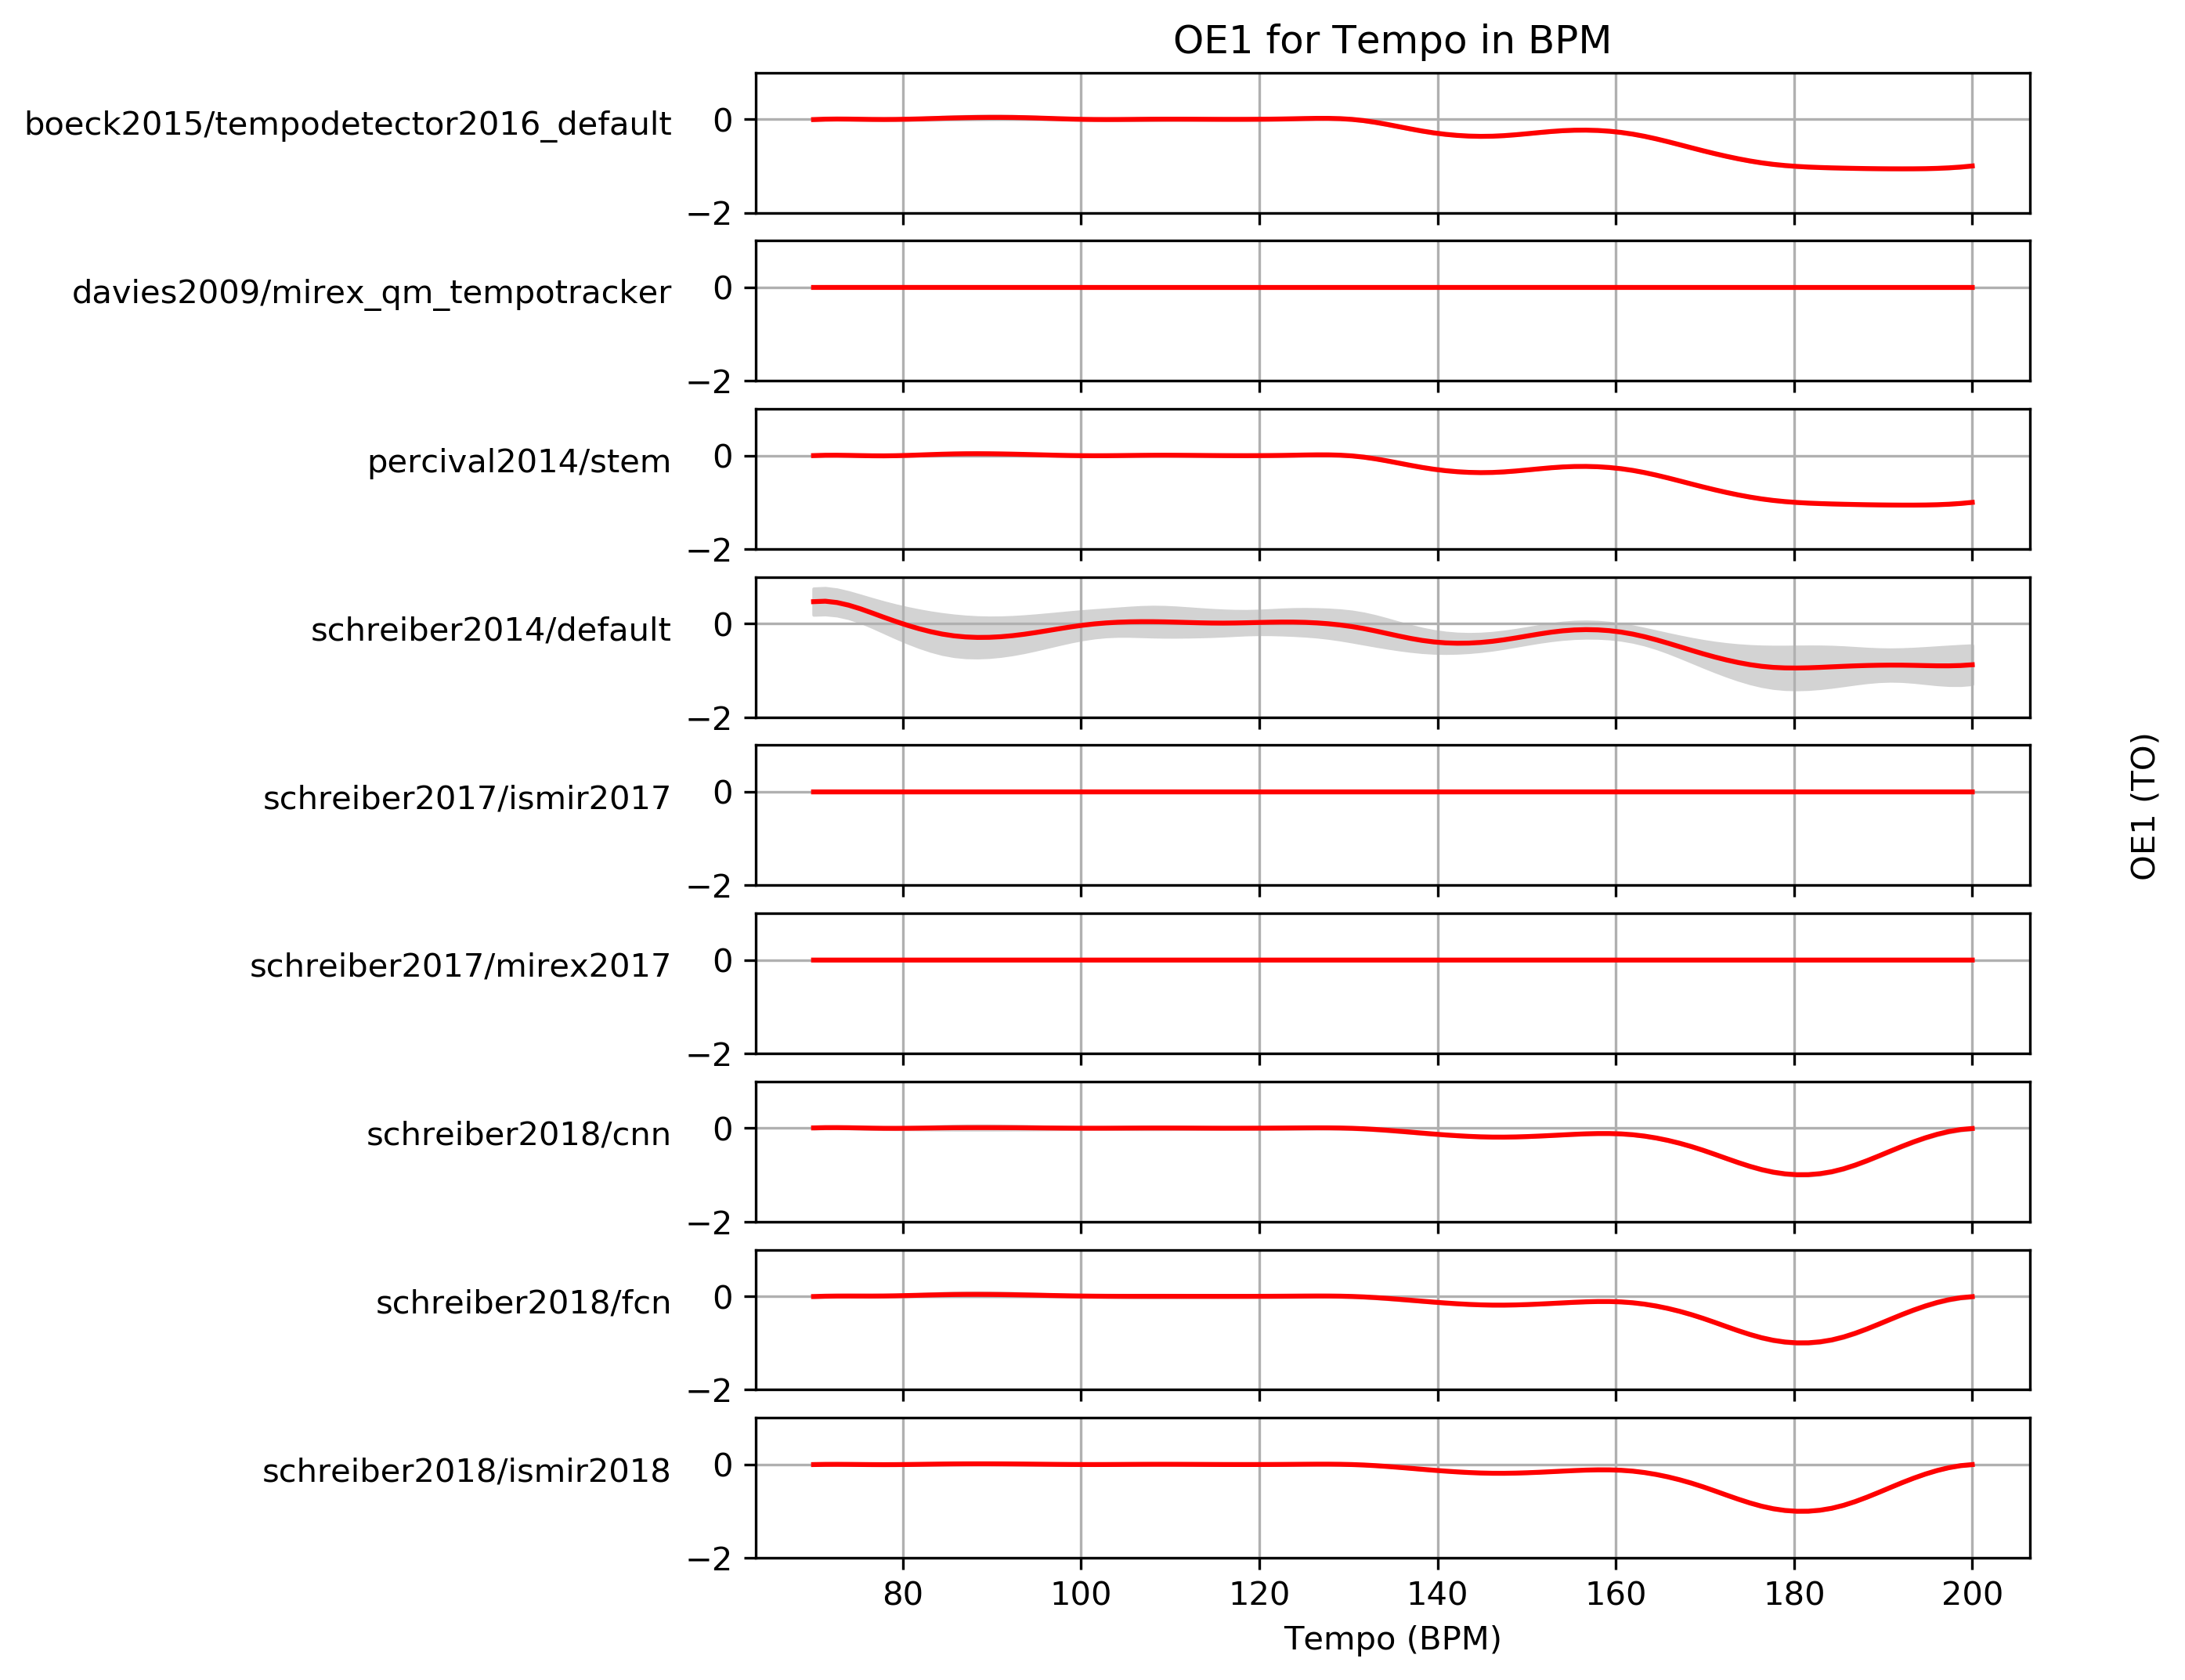 OE1 for Tempo in BPM
boeck2015/tempodetector2016_default
0
−2
davies2009/mirex_qm_tempotracker
0
−2
percival2014/stem
0
−2
schreiber2014/default
0
−2
schreiber2017/ismir2017
0
−2
schreiber2017/mirex2017
0
−2
schreiber2018/cnn
0
−2
schreiber2018/fcn
0
−2
schreiber2018/ismir2018
0
−2
80 100 120 140 160 180 200
Tempo (BPM)
OE1 (TO)